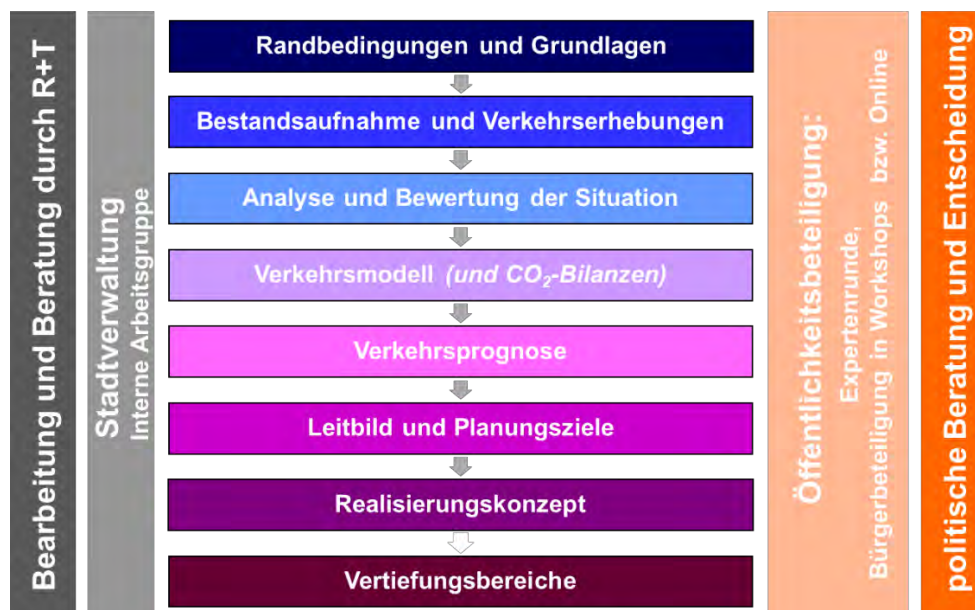 Bearbeitung und Beratung durch R+T
Stadtverwaltung
Interne Arbeitsgruppe
Randbedingungen und Grundlagen
Bestandsaufnahme und Verkehrserhebungen
Analyse und Bewertung der Situation
Verkehrsmodell (und CO₂-Bilanzen)
Verkehrsprognose
Leitbild und Planungsziele
Realisierungskonzept
Vertiefungsbereiche
Öffentlichkeitsbeteiligung:
Expertenrunde,
Bürgerbeteiligung in Workshops bzw. Online
politische Beratung und Entscheidung